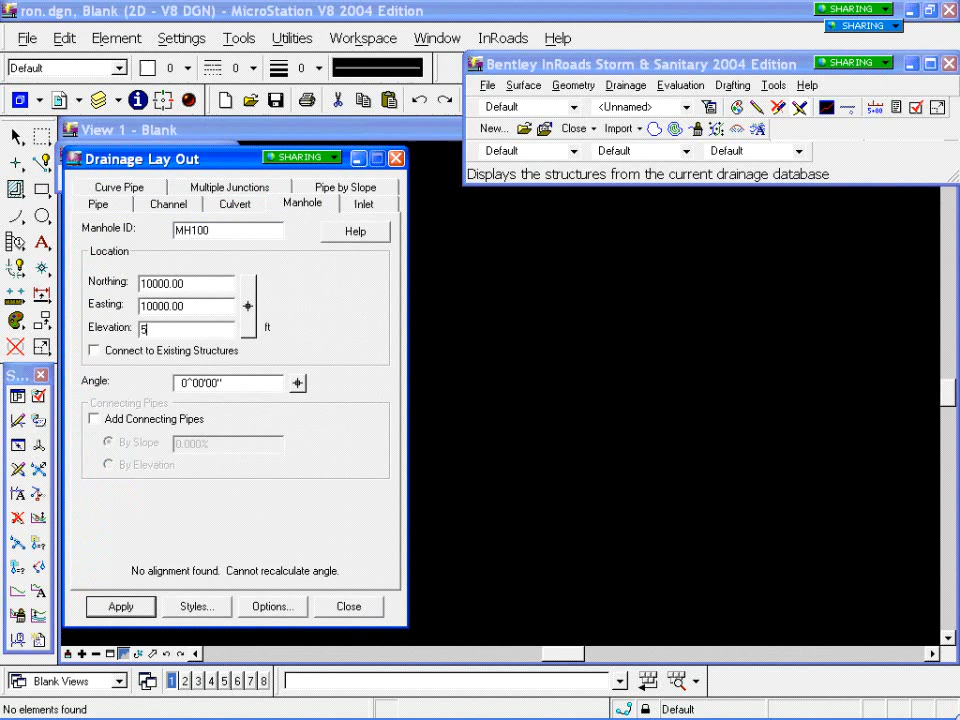 ron.dgn, Blank (2D - V8 DGN) - MicroStation V8 2004 Edition
SHARING
SHARING
File Edit Element Settings Tools Utilities Workspace Window InRoads Help
Default 0 0 0
Bentley InRoads Storm & Sanitary 2004 Edition
SHARING
File Surface Geometry Drainage Evaluation Drafting Tools Help
Default <Unnamed>
New... Close Import
Default Default Default
Displays the structures from the current drainage database
View 1 - Blank
Drainage Lay Out
SHARING
Curve Pipe Multiple Junctions Pipe by Slope
Pipe Channel Culvert Manhole Inlet
Manhole ID: MH100 Help
Location
Northing: 10000.00
Easting: 10000.00
Elevation: 5 ft
Connect to Existing Structures
Angle: 0^00'00"
Connecting Pipes
Add Connecting Pipes
By Slope 0.000%
By Elevation
No alignment found. Cannot recalculate angle.
Apply Styles... Options... Close
S...
Blank Views 1 2 3 4 5 6 7 8
No elements found Default